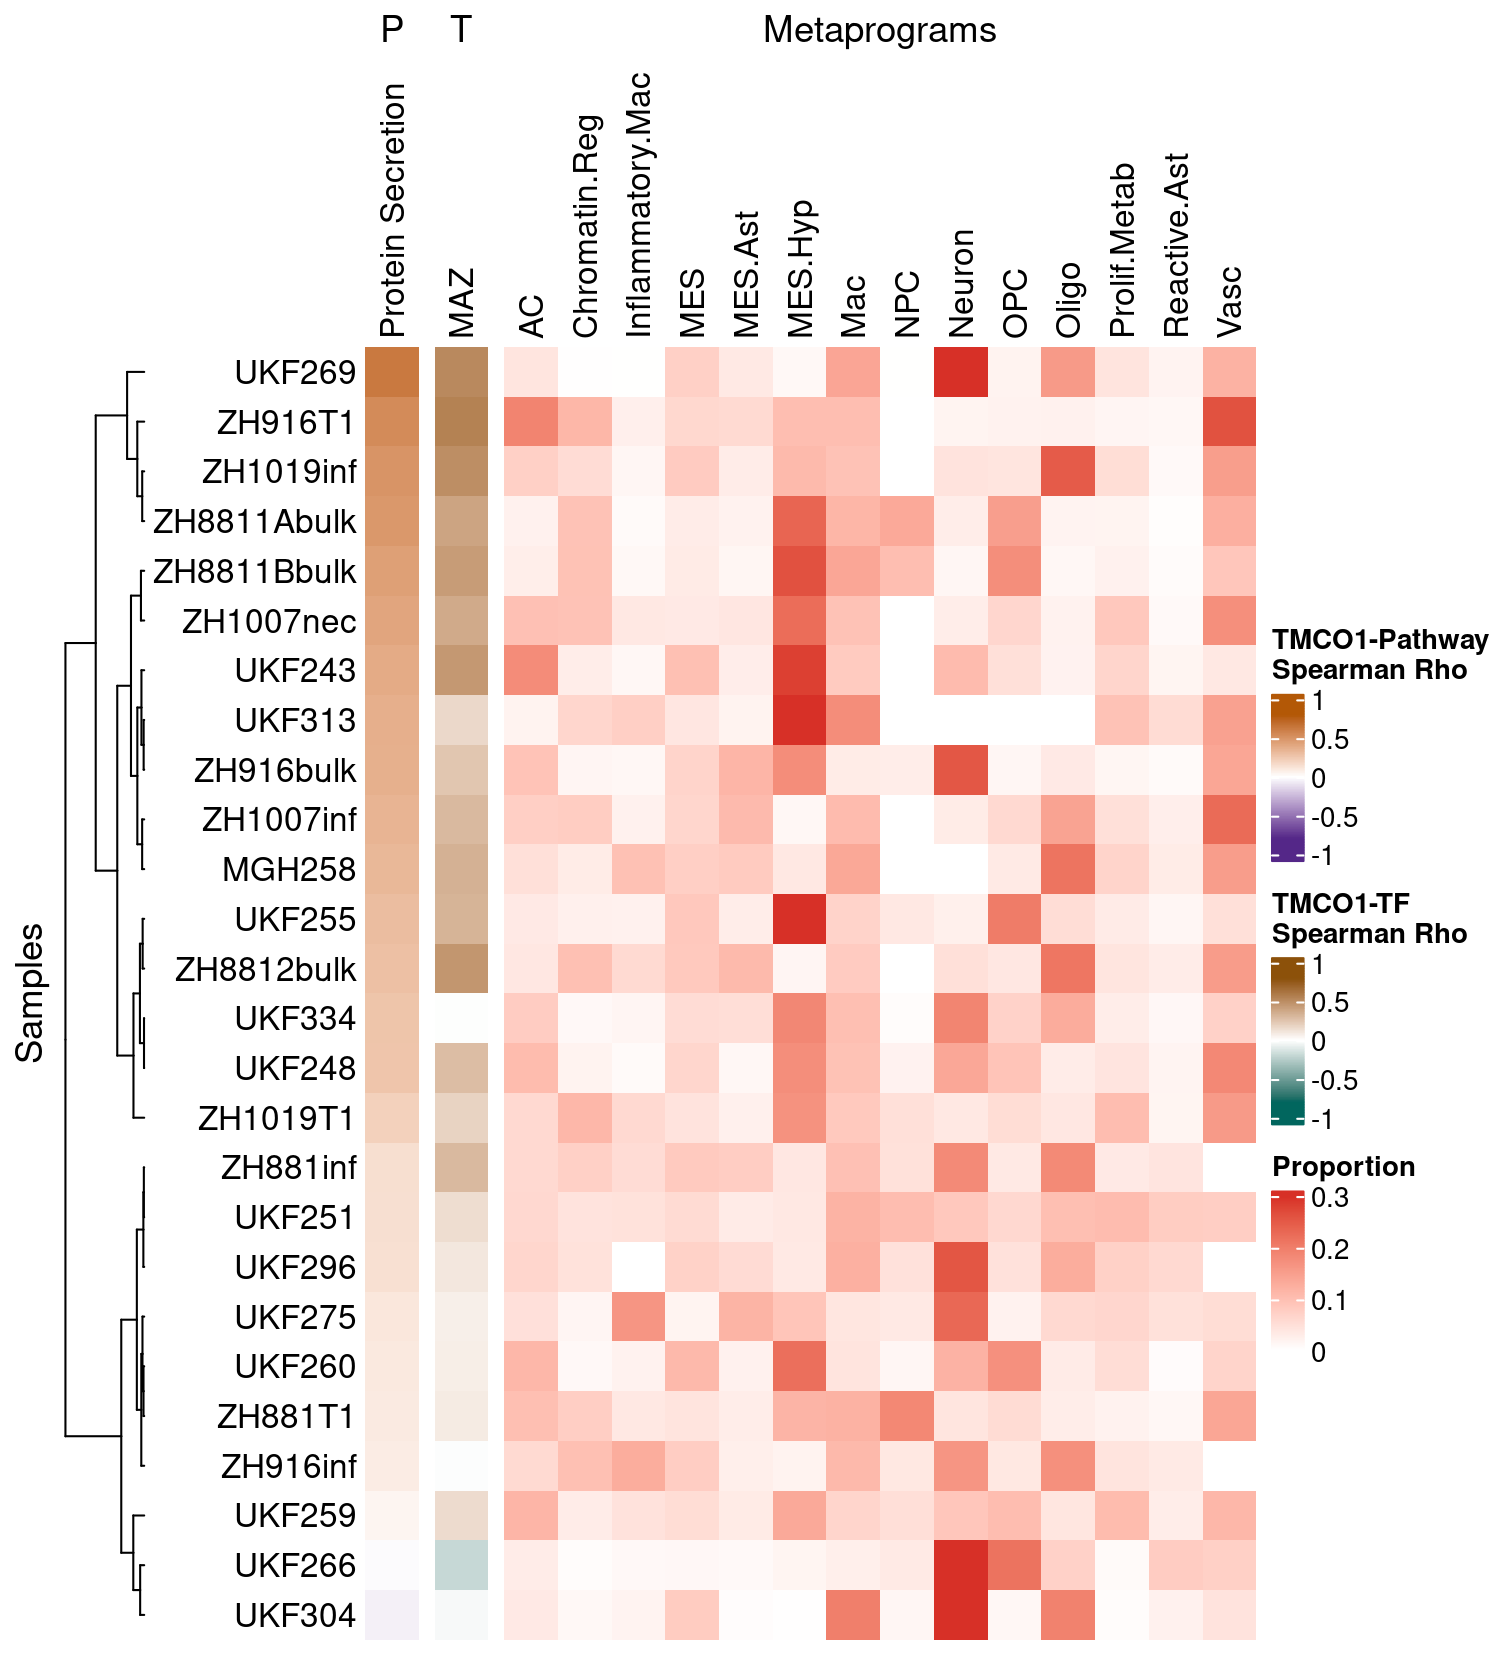 P
T
Metaprograms
Protein Secretion
MAZ
AC
Chromatin.Reg
Inflammatory.Mac
MES
MES.Ast
MES.Hyp
Mac
NPC
Neuron
OPC
Oligo
Prolif.Metab
Reactive.Ast
Vasc
Samples
UKF269
ZH916T1
ZH1019inf
ZH8811Abulk
ZH8811Bbulk
ZH1007nec
UKF243
UKF313
ZH916bulk
ZH1007inf
MGH258
UKF255
ZH8812bulk
UKF334
UKF248
ZH1019T1
ZH881inf
UKF251
UKF296
UKF275
UKF260
ZH881T1
ZH916inf
UKF259
UKF266
UKF304
TMCO1-Pathway
Spearman Rho
1
0.5
0
-0.5
-1
TMCO1-TF
Spearman Rho
1
0.5
0
-0.5
-1
Proportion
0.3
0.2
0.1
0